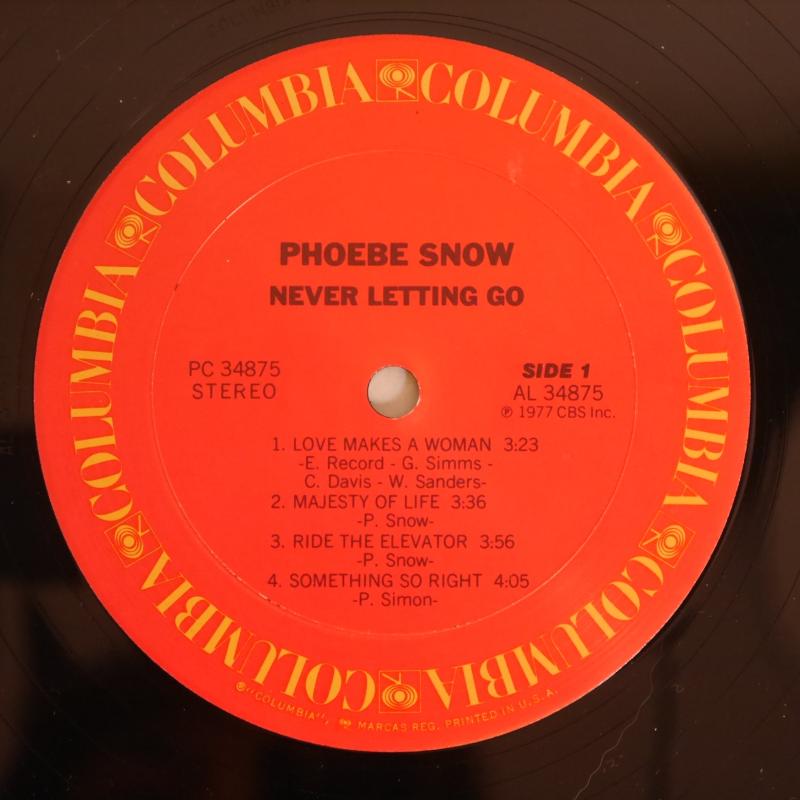 COLUMBIA COLUMBIA COLUMBIA COLUMBIA COLUMBIA COLUMBIA COLUMBIA COLUMBIA
PHOEBE SNOW
NEVER LETTING GO
PC 34875
STEREO
SIDE 1
AL 34875
℗ 1977 CBS Inc.
1. LOVE MAKES A WOMAN 3:23
-E. Record - G. Simms -
C. Davis - W. Sanders-
2. MAJESTY OF LIFE 3:36
-P. Snow-
3. RIDE THE ELEVATOR 3:56
-P. Snow-
4. SOMETHING SO RIGHT 4:05
-P. Simon-
®"COLUMBIA", MARCAS REG. PRINTED IN U.S.A.